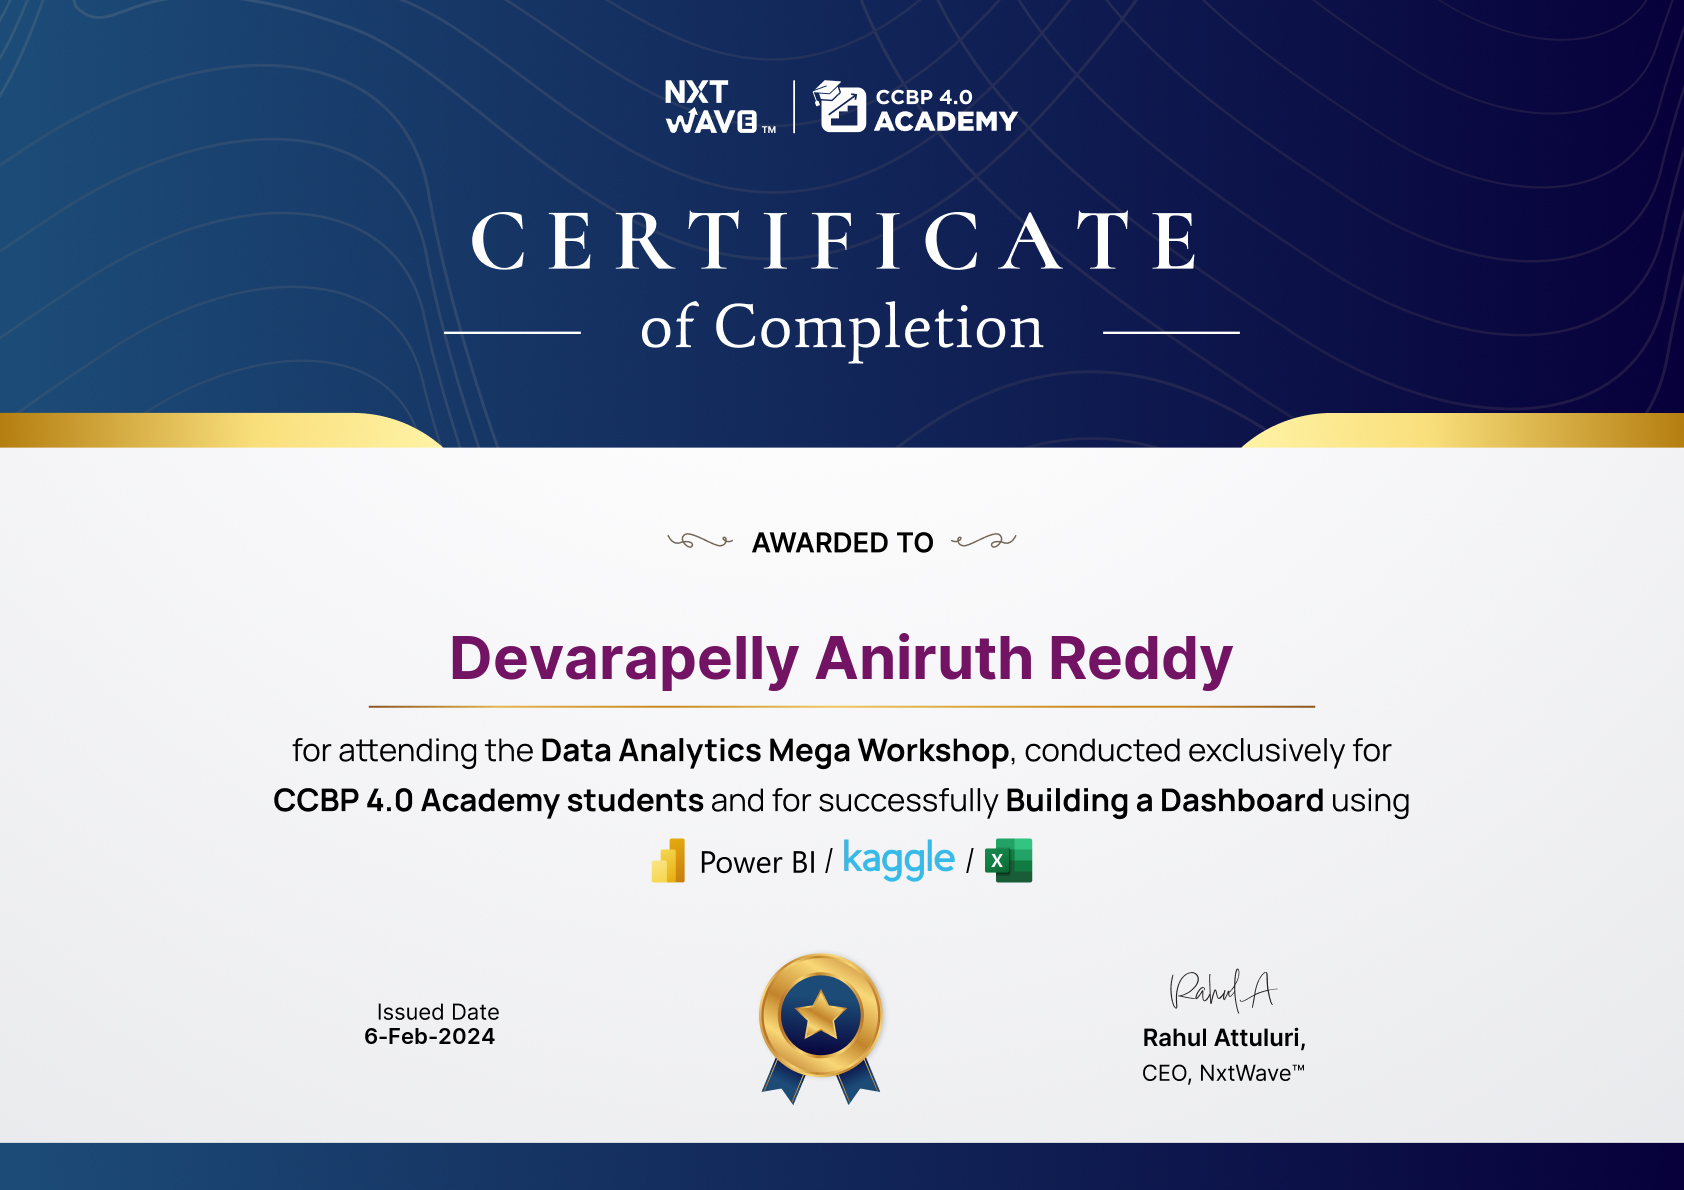 NXT
WAVE TM
CCBP 4.0
ACADEMY
CERTIFICATE
of Completion
AWARDED TO
Devarapelly Aniruth Reddy
for attending the Data Analytics Mega Workshop, conducted exclusively for
CCBP 4.0 Academy students and for successfully Building a Dashboard using
Power BI / kaggle / X
Issued Date
6-Feb-2024
Rahul A
Rahul Attuluri,
CEO, NxtWave™